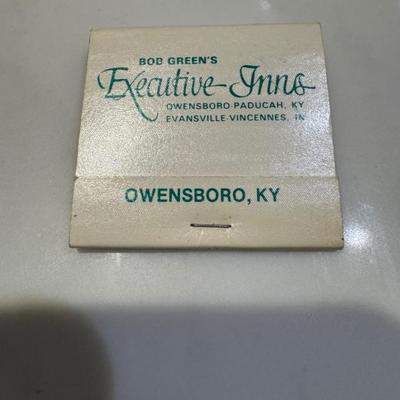 BOB GREEN'S
Executive-Inns
OWENSBORO-PADUCAH, KY
EVANSVILLE-VINCENNES, IN
OWENSBORO, KY